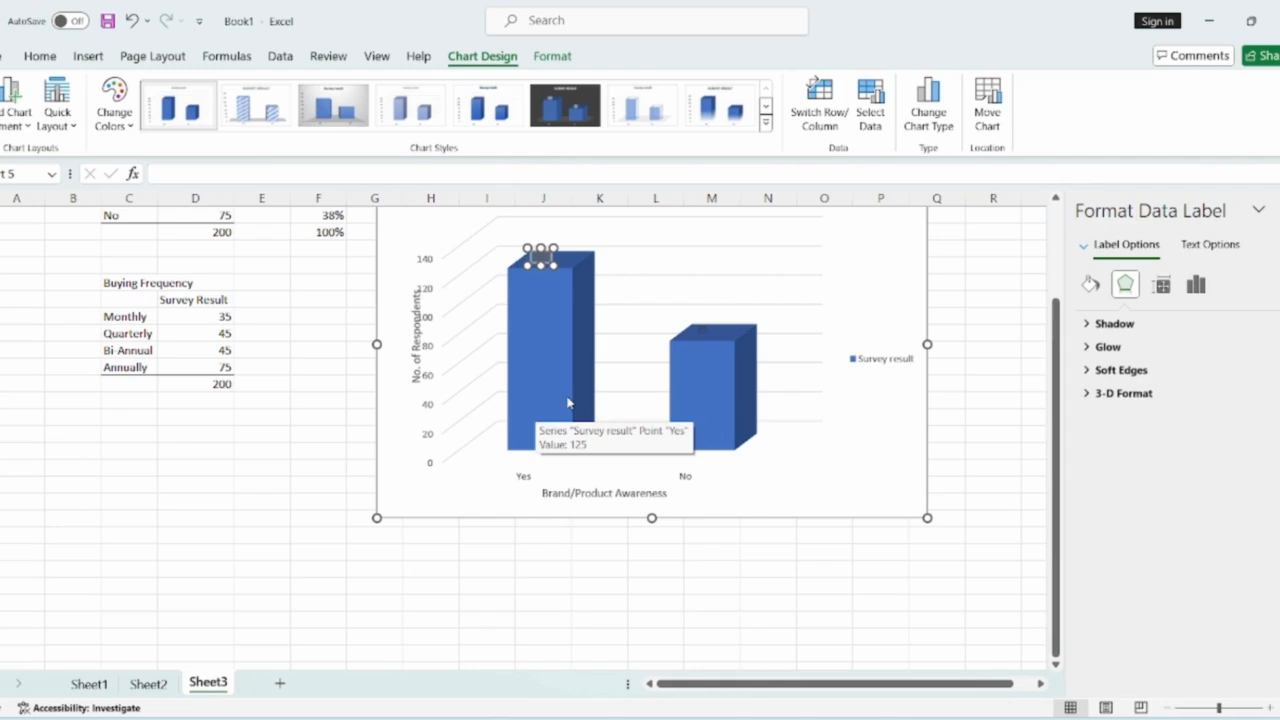 AutoSave Off Book1 - Excel Search Sign in
Home Insert Page Layout Formulas Data Review View Help Chart Design Format Comments Sha
d Chart
ment
Quick
Layout
Change
Colors
Switch Row/
Column
Select
Data
Change
Chart Type
Move
Chart
Chart Layouts Chart Styles Data Type Location
t 5 fx
A B C D E F G H I J K L M N O P Q R
No 75 38%
200 100%
Buying Frequency
Survey Result
Monthly 35
Quarterly 45
Bi-Annual 45
Annually 75
200
140
120
100
80
60
40
20
0
No. of Respondents
Series "Survey result" Point "Yes"
Value: 125
Yes No
Brand/Product Awareness
Survey result
Format Data Label
Label Options Text Options
Shadow
Glow
Soft Edges
3-D Format
Sheet1 Sheet2 Sheet3
Accessibility: Investigate